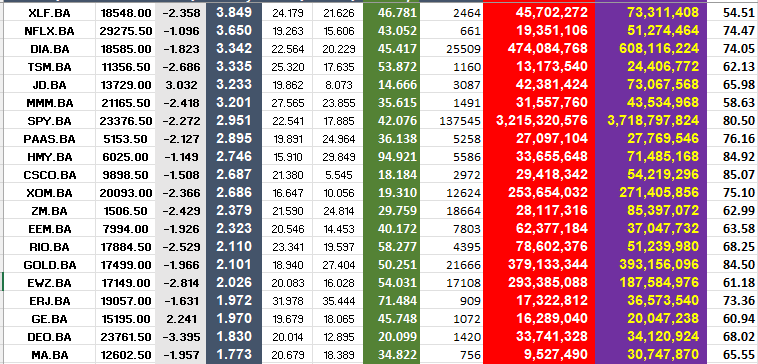 XLF.BA 18548.00 -2.358 3.849 24.179 21.626 46.781 2464 45,702,272 73,311,408 54.51
NFLX.BA 29275.50 -1.096 3.650 19.263 15.606 43.052 661 19,351,106 51,274,464 74.47
DIA.BA 18585.00 -1.823 3.342 22.564 20.229 45.417 25509 474,084,768 608,116,224 74.05
TSM.BA 11356.50 -2.686 3.335 25.320 17.635 53.872 1160 13,173,540 24,406,772 62.13
JD.BA 13729.00 3.032 3.233 19.862 8.073 14.666 3087 42,381,424 73,067,568 65.98
MMM.BA 21165.50 -2.418 3.201 27.565 23.855 35.615 1491 31,557,760 43,534,968 58.63
SPY.BA 23376.50 -2.272 2.951 22.541 17.885 42.076 137545 3,215,320,576 3,718,797,824 80.50
PAAS.BA 5153.50 -2.127 2.895 19.891 24.964 36.138 5258 27,097,104 27,769,546 76.16
HMY.BA 6025.00 -1.149 2.746 15.910 29.849 94.921 5586 33,655,648 71,485,168 84.92
CSCO.BA 9898.50 -1.508 2.687 21.380 5.545 18.184 2972 29,418,342 54,219,296 85.07
XOM.BA 20093.00 -2.366 2.686 16.647 10.056 19.310 12624 253,654,032 271,405,856 75.10
ZM.BA 1506.50 -2.429 2.379 21.590 24.814 29.759 18664 28,117,316 85,397,072 62.99
EEM.BA 7994.00 -1.926 2.323 20.546 14.453 40.172 7803 62,377,184 37,047,732 63.58
RIO.BA 17884.50 -2.529 2.110 23.341 19.597 58.277 4395 78,602,376 51,239,980 68.25
GOLD.BA 17499.00 -1.966 2.101 18.940 27.404 50.251 21666 379,133,344 393,156,096 84.50
EWZ.BA 17149.00 -2.814 2.026 20.083 16.028 54.031 17108 293,385,088 187,584,976 61.18
ERJ.BA 19057.00 -1.631 1.972 31.978 35.444 71.484 909 17,322,812 36,573,540 73.36
GE.BA 15195.00 2.241 1.970 19.679 18.065 45.748 1072 16,289,040 20,047,238 60.94
DEO.BA 23761.50 -3.395 1.830 20.014 12.895 20.099 1420 33,741,328 34,120,924 68.02
MA.BA 12602.50 -1.957 1.773 20.679 18.389 34.822 756 9,527,490 30,747,870 65.55